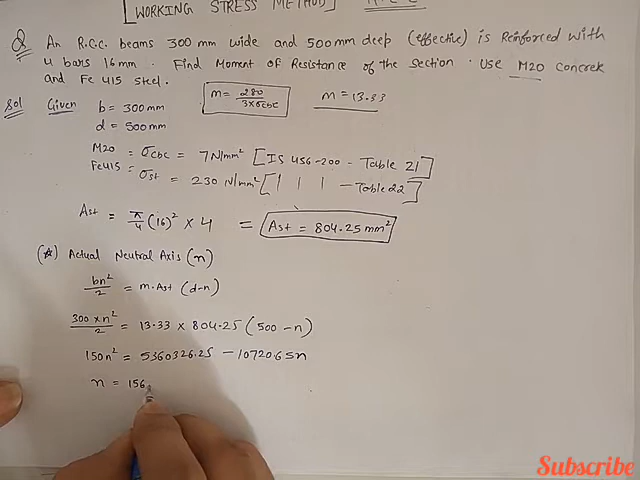 [WORKING STRESS METHOD]
Q An R.C.C. beams 300 mm wide and 500mm deep (effective) is Reinforced with
4 bars 16mm. Find Moment of Resistance of the section. Use M20 concrek
and Fe 415 Steel.
Sol Given b = 300mm m = 280/3×σcbc m = 13.33
d = 500mm
M20 = σcbc = 7N/mm² [IS 456-200 - Table 21]
Fe415 = σst = 230 N/mm² [ | | | - Table 22]
Ast = π/4 (16)² × 4 = Ast = 804.25 mm²
(*) Actual Neutral Axis (n)
bn²/2 = m.Ast (d-n)
300×n²/2 = 13.33 × 804.25 (500 - n)
150n² = 5360326.25 - 10720.65n
n = 156.
Subscribe